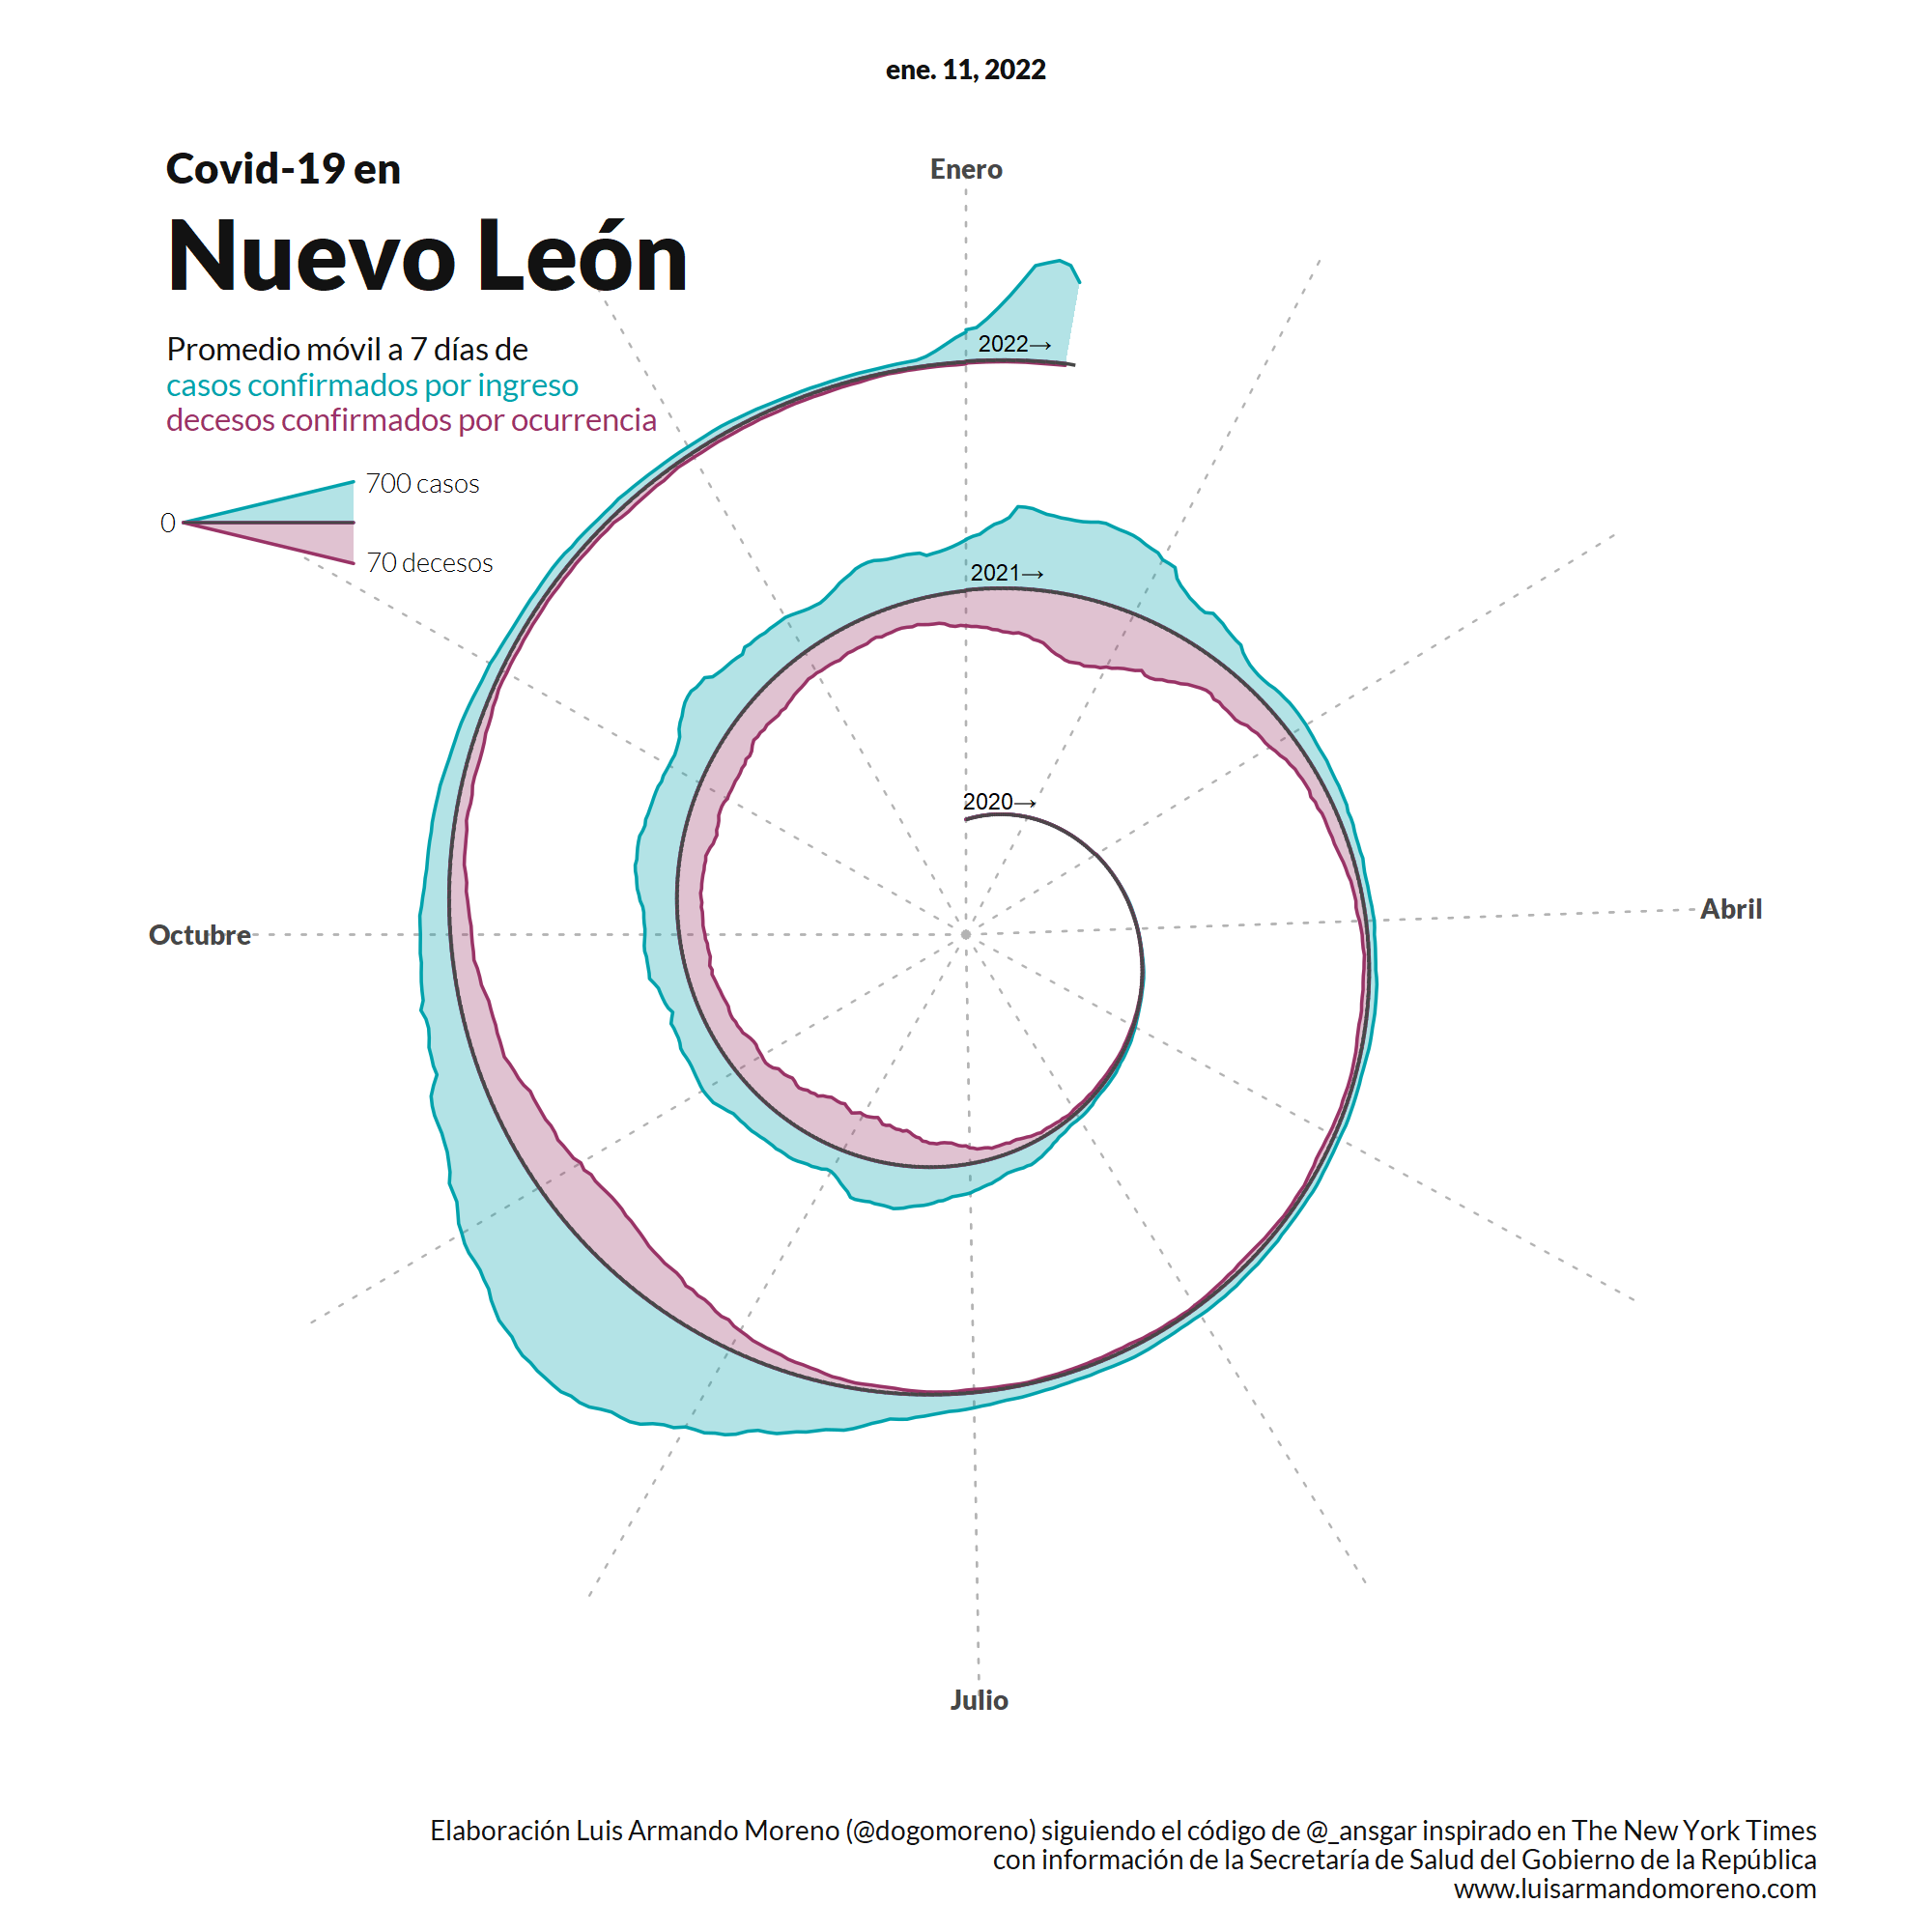 ene. 11, 2022
Covid-19 en
Nuevo León
Promedio móvil a 7 días de
casos confirmados por ingreso
decesos confirmados por ocurrencia
700 casos
0
70 decesos
Enero
2022→
2021→
2020→
Abril
Octubre
Julio
Elaboración Luis Armando Moreno (@dogomoreno) siguiendo el código de @_ansgar inspirado en The New York Times
con información de la Secretaría de Salud del Gobierno de la República
www.luisarmandomoreno.com